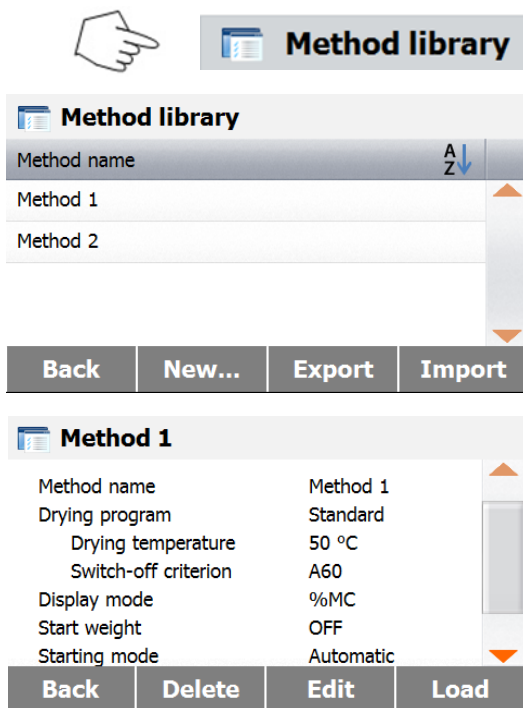 Method library
Method library
Method name A Z
Method 1
Method 2
Back New... Export Import
Method 1
Method name Method 1
Drying program Standard
Drying temperature 50 °C
Switch-off criterion A60
Display mode %MC
Start weight OFF
Starting mode Automatic
Back Delete Edit Load